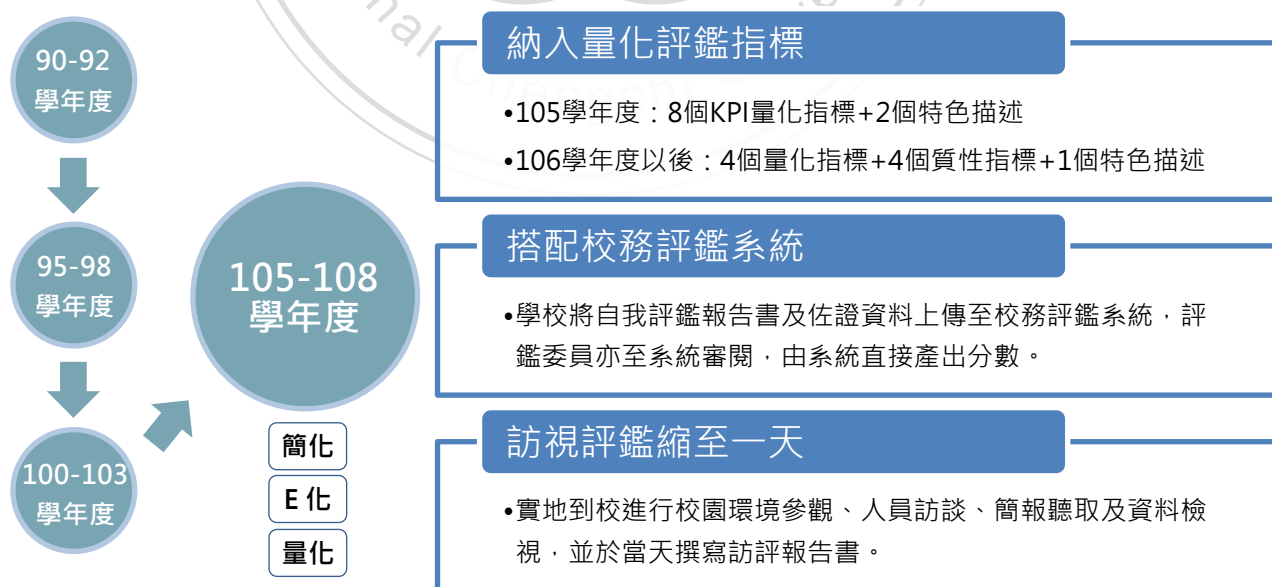 90-92
學年度
95-98
學年度
100-103
學年度
105-108
學年度
簡化
E 化
量化
納入量化評鑑指標
•105學年度：8個KPI量化指標+2個特色描述
•106學年度以後：4個量化指標+4個質性指標+1個特色描述
搭配校務評鑑系統
•學校將自我評鑑報告書及佐證資料上傳至校務評鑑系統，評
鑑委員亦至系統審閱，由系統直接產出分數。
訪視評鑑縮至一天
•實地到校進行校園環境參觀、人員訪談、簡報聽取及資料檢
視，並於當天撰寫訪評報告書。